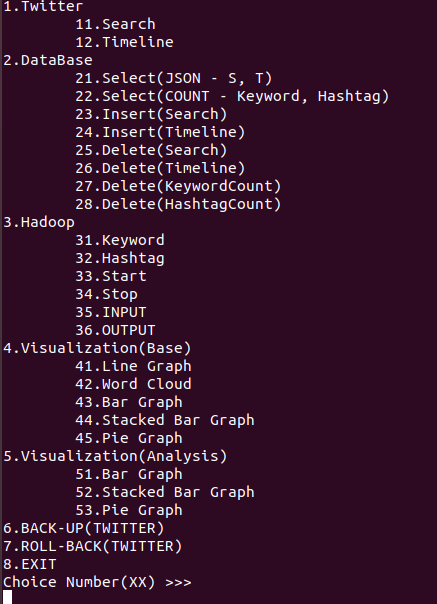 1.Twitter
11.Search
12.Timeline
2.DataBase
21.Select(JSON - S, T)
22.Select(COUNT - Keyword, Hashtag)
23.Insert(Search)
24.Insert(Timeline)
25.Delete(Search)
26.Delete(Timeline)
27.Delete(KeywordCount)
28.Delete(HashtagCount)
3.Hadoop
31.Keyword
32.Hashtag
33.Start
34.Stop
35.INPUT
36.OUTPUT
4.Visualization(Base)
41.Line Graph
42.Word Cloud
43.Bar Graph
44.Stacked Bar Graph
45.Pie Graph
5.Visualization(Analysis)
51.Bar Graph
52.Stacked Bar Graph
53.Pie Graph
6.BACK-UP(TWITTER)
7.ROLL-BACK(TWITTER)
8.EXIT
Choice Number(XX) >>>